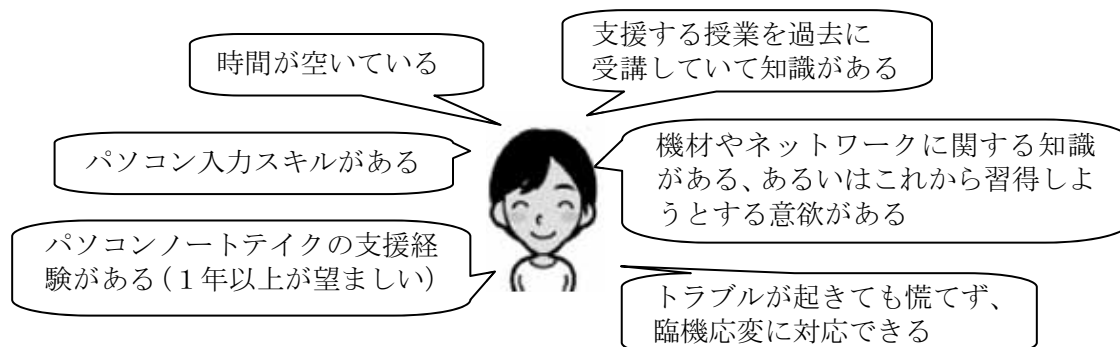 時間が空いている
支援する授業を過去に
受講していて知識がある
パソコン入力スキルがある
機材やネットワークに関する知識
がある、あるいはこれから習得しよ
うとする意欲がある
パソコンノートテイクの支援経
験がある（１年以上が望ましい）
トラブルが起きても慌てず、
臨機応変に対応できる